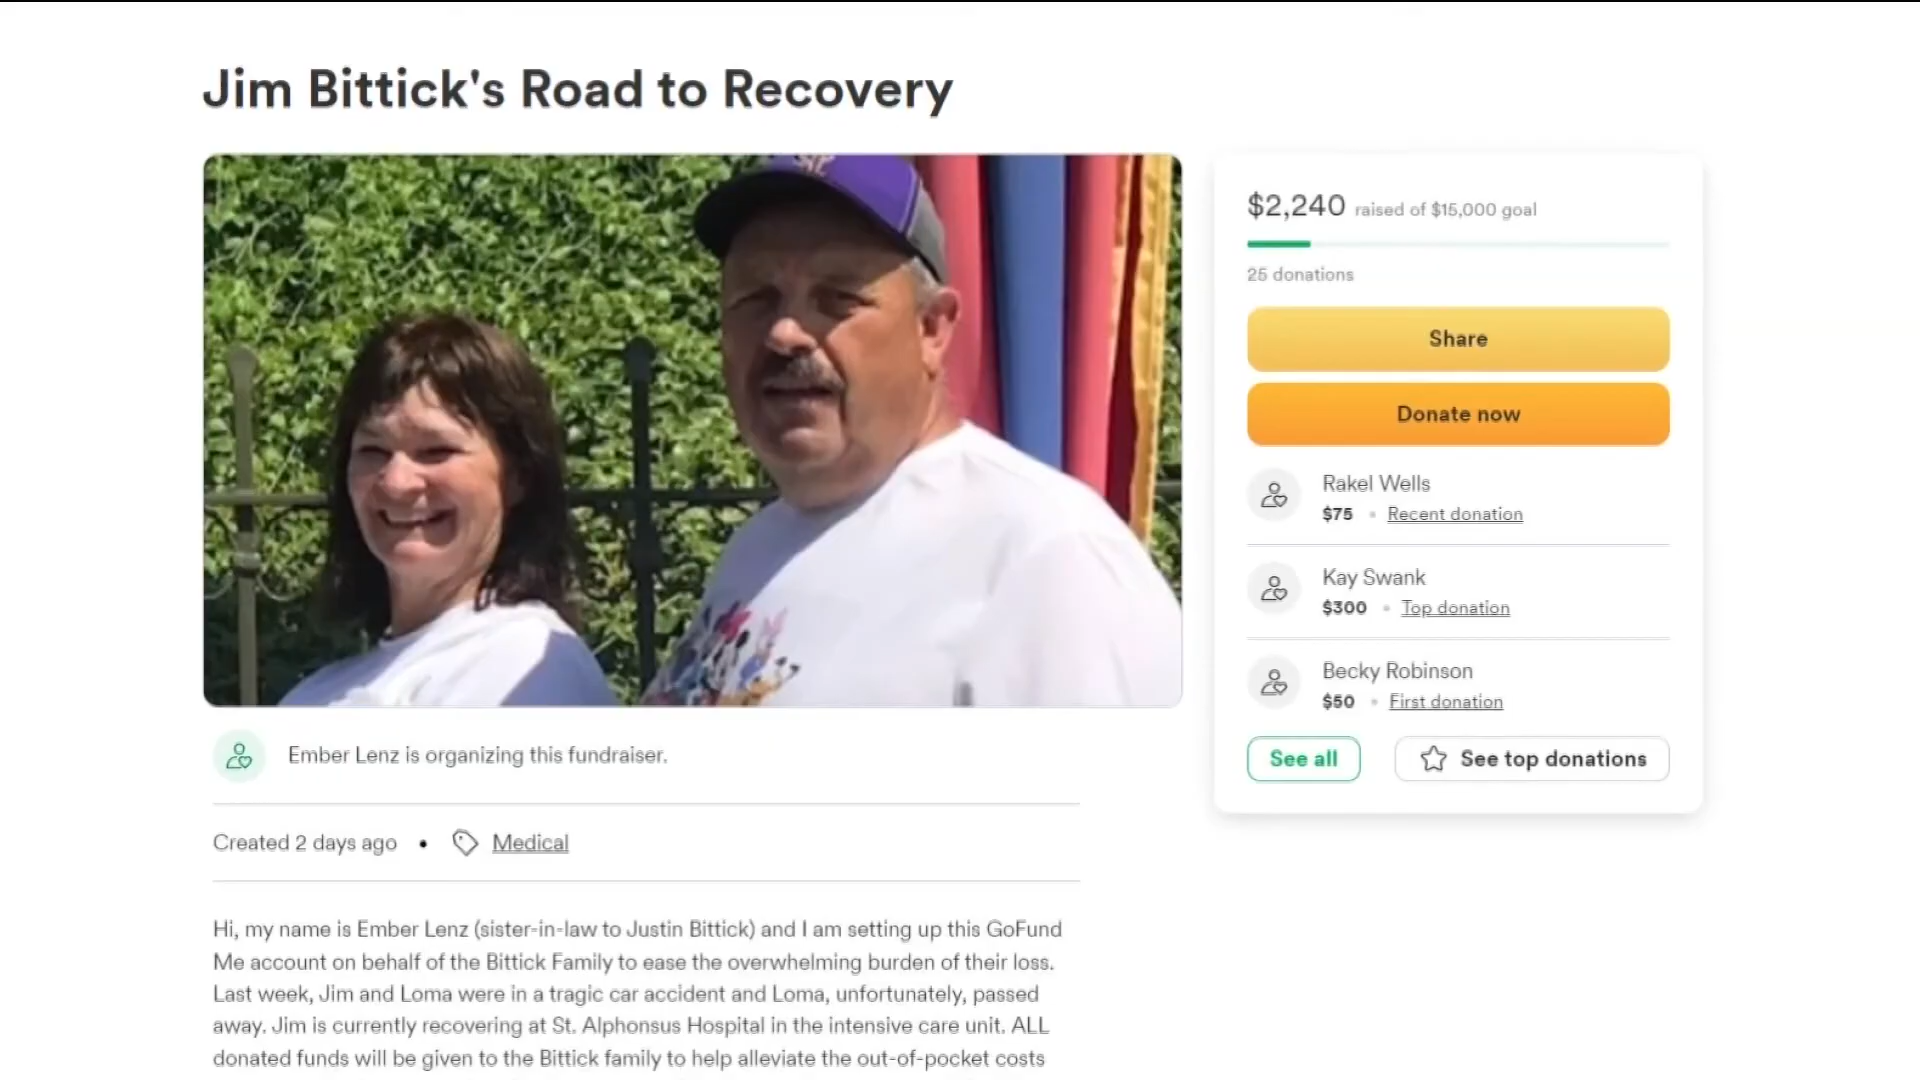 Jim Bittick's Road to Recovery
$2,240 raised of $15,000 goal
25 donations
Share
Donate now
Rakel Wells
$75 • Recent donation
Kay Swank
$300 • Top donation
Becky Robinson
$50 • First donation
See all
See top donations
Ember Lenz is organizing this fundraiser.
Created 2 days ago • Medical
Hi, my name is Ember Lenz (sister-in-law to Justin Bittick) and I am setting up this GoFund
Me account on behalf of the Bittick Family to ease the overwhelming burden of their loss.
Last week, Jim and Loma were in a tragic car accident and Loma, unfortunately, passed
away. Jim is currently recovering at St. Alphonsus Hospital in the intensive care unit. ALL
donated funds will be given to the Bittick family to help alleviate the out-of-pocket costs